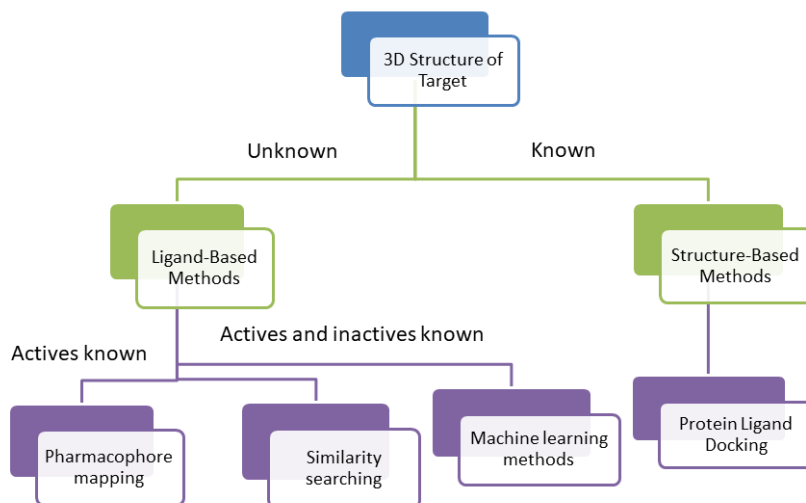 3D Structure of
Target
Unknown
Known
Ligand-Based
Methods
Structure-Based
Methods
Actives known
Actives and inactives known
Pharmacophore
mapping
Similarity
searching
Machine learning
methods
Protein Ligand
Docking